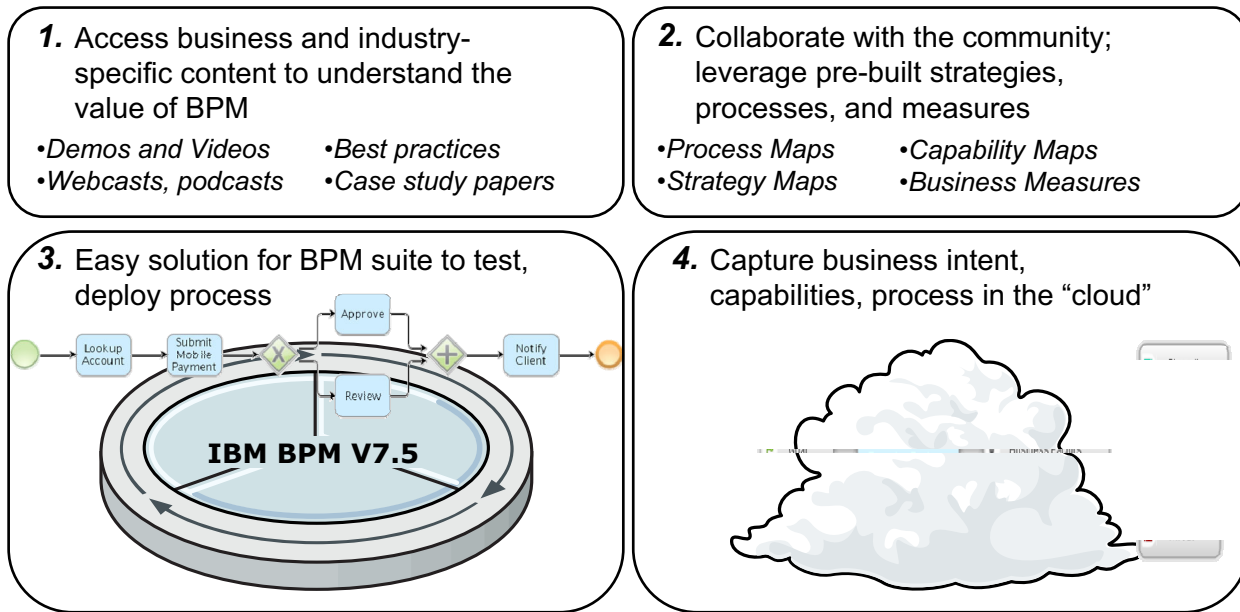 1. Access business and industry-
specific content to understand the
value of BPM
•Demos and Videos •Best practices
•Webcasts, podcasts •Case study papers
2. Collaborate with the community;
leverage pre-built strategies,
processes, and measures
•Process Maps •Capability Maps
•Strategy Maps •Business Measures
3. Easy solution for BPM suite to test,
deploy process
Approve
Lookup
Account
Submit
Mobile
Payment
X
Notify
Client
Review
IBM BPM V7.5
4. Capture business intent,
capabilities, process in the “cloud”